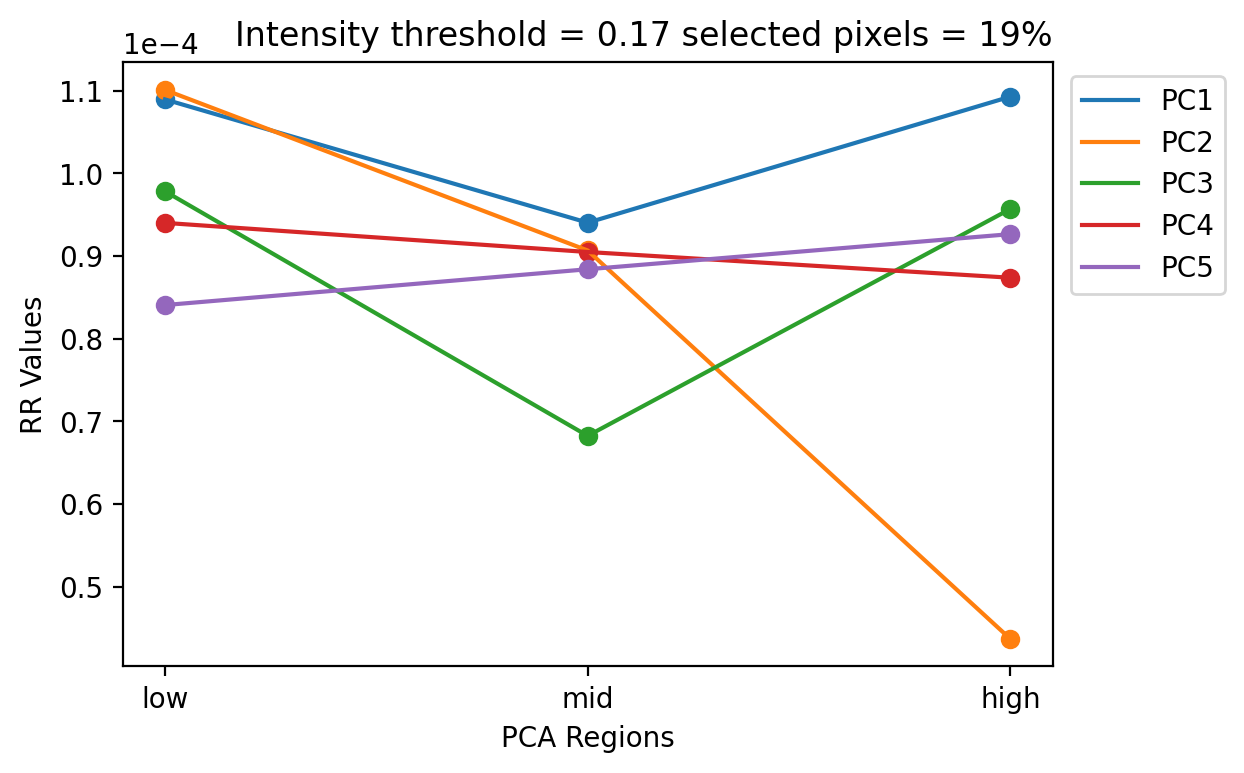 Intensity threshold = 0.17 selected pixels = 19%
1e−4
1.1
1.0
0.9
0.8
0.7
0.6
0.5
RR Values
low mid high
PCA Regions
PC1
PC2
PC3
PC4
PC5